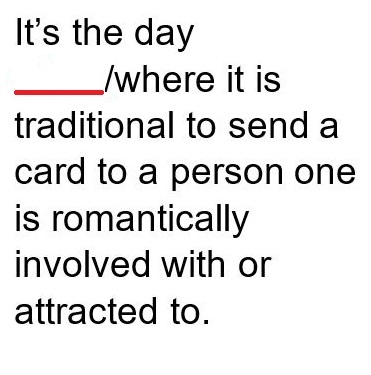 It’s the day
_____/where it is
traditional to send a
card to a person one
is romantically
involved with or
attracted to.